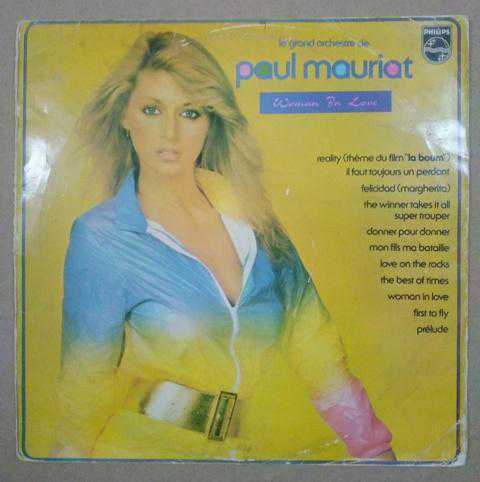 PHILIPS
le grand orchestre de
paul mauriat
Woman In Love
reality (thème du film "la boum")
il faut toujours un perdant
felicidad (margherita)
the winner takes it all
super trouper
donner pour donner
mon fils ma bataille
love on the rocks
the best of times
woman in love
first to fly
prélude